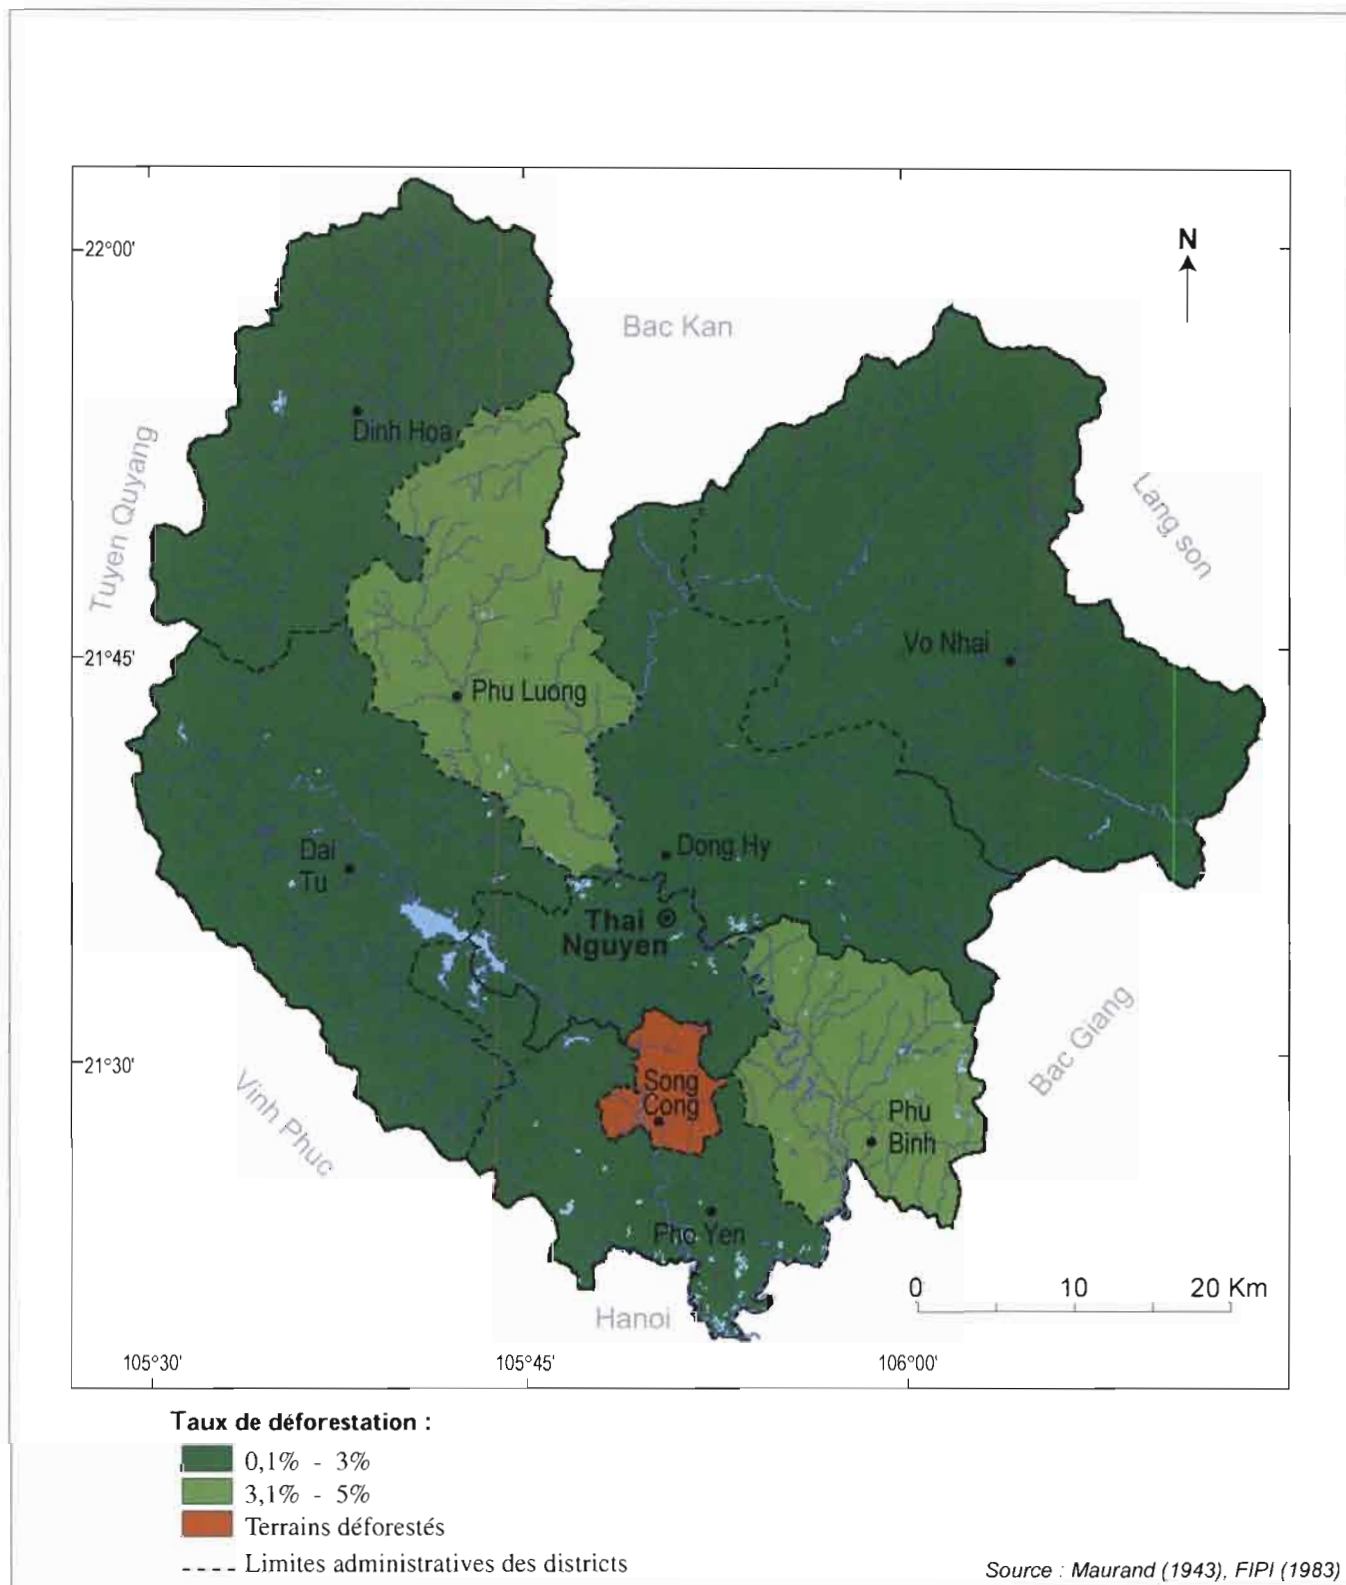 N
22°00'
Bac Kan
Dinh Hoa
Tuyen Quyang
Lang son
Vo Nhai
21°45'
Phu Luong
Dong Hy
Dai
Tu
Thai
Nguyen
Bac Giang
21°30'
Song
Cong
Vinh Phuc
Phu
Binh
Pho Yen
0 10 20 Km
Hanoi
105°30' 105°45' 106°00'
Taux de déforestation :
0,1% - 3%
3,1% - 5%
Terrains déforestés
Limites administratives des districts
Source : Maurand (1943), FIPI (1983)